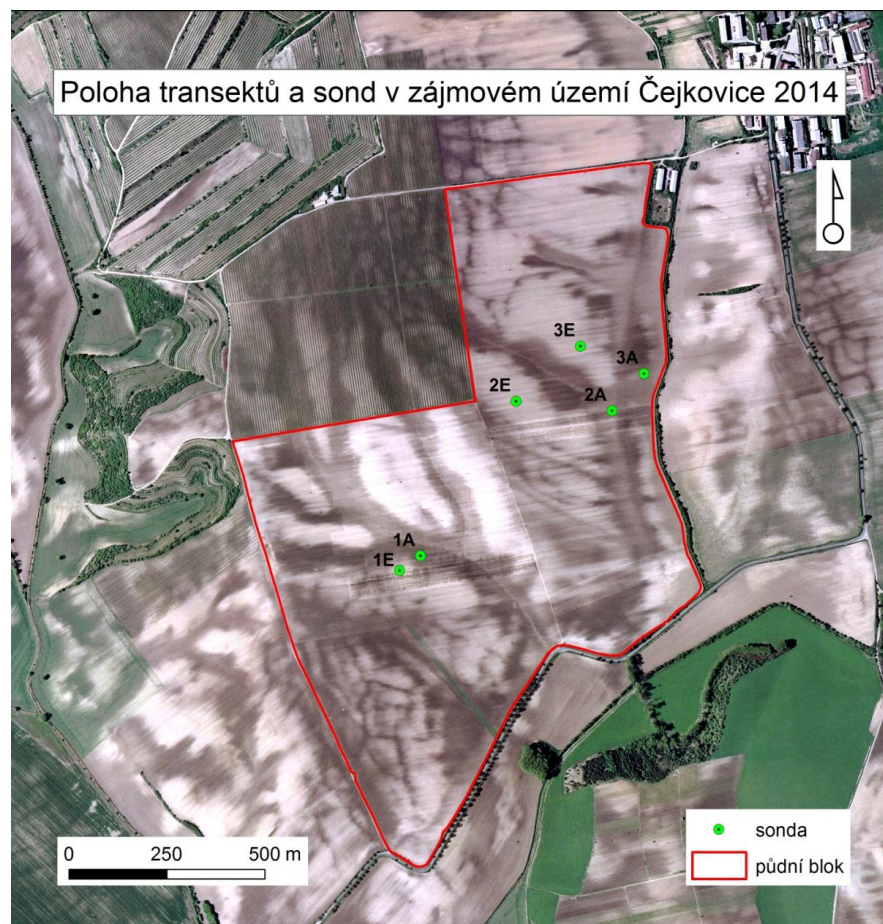 Poloha transektů a sond v zájmovém území Čejkovice 2014
3E
3A
2E
2A
1A
1E
0 250 500 m
sonda
půdní blok